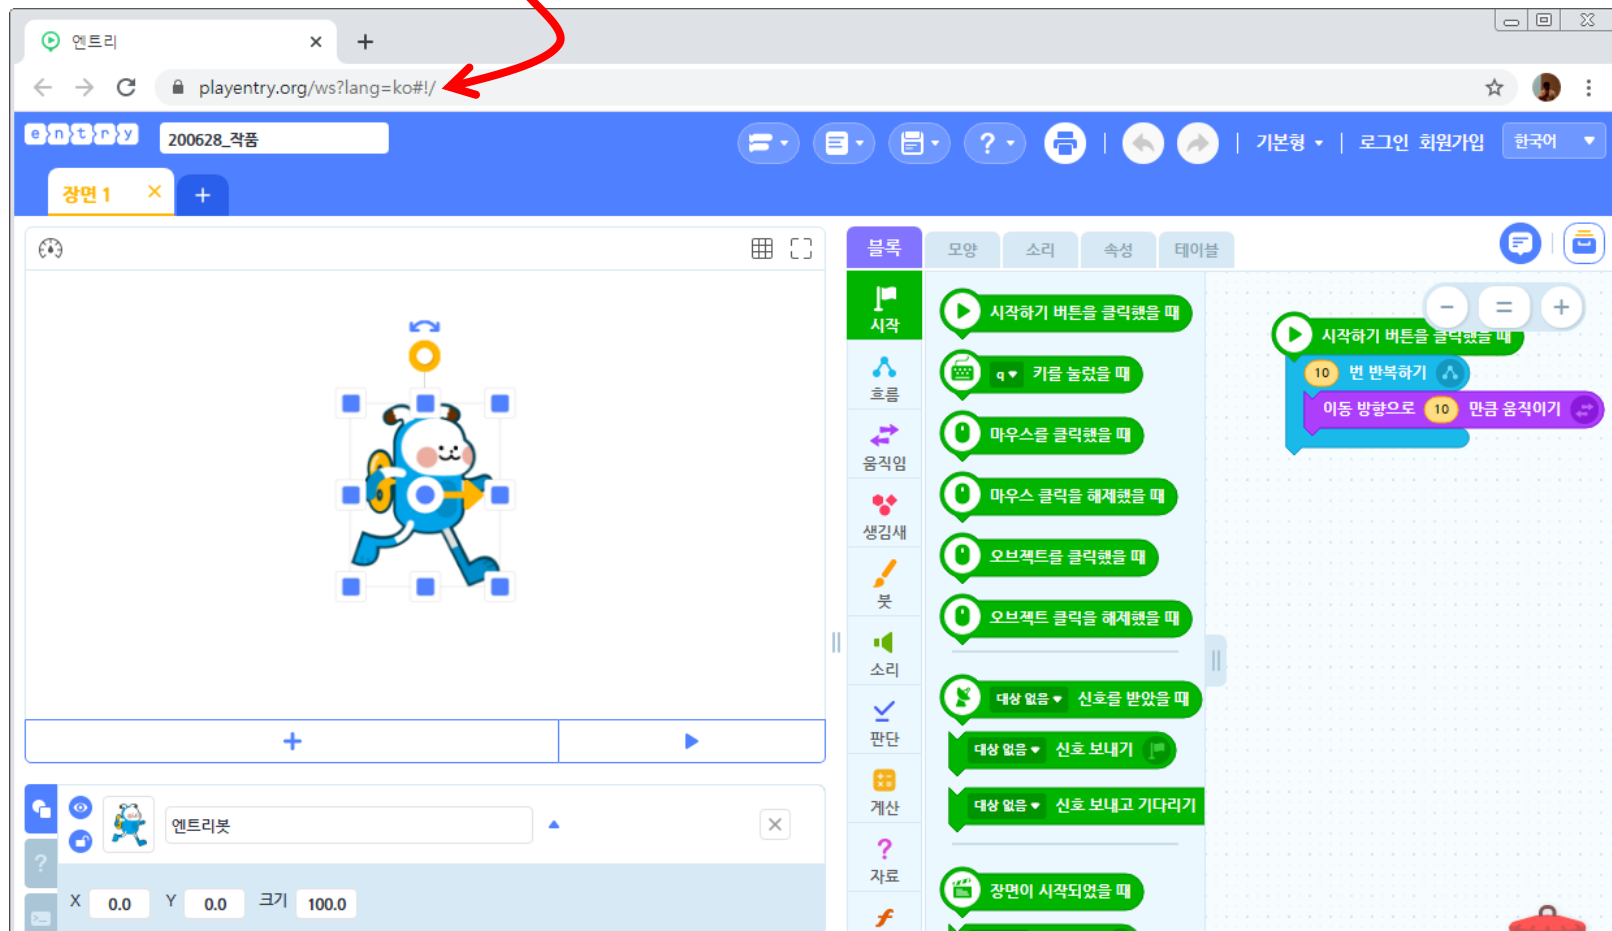 엔트리
playentry.org/ws?lang=ko#!/
entry
200628_작품
?
기본형
로그인 회원가입
한국어
장면 1
블록
모양
소리
속성
테이블
시작
흐름
움직임
생김새
붓
소리
판단
계산
?
자료
시작하기 버튼을 클릭했을 때
q 키를 눌렀을 때
마우스를 클릭했을 때
마우스 클릭을 해제했을 때
오브젝트를 클릭했을 때
오브젝트 클릭을 해제했을 때
대상 없음 신호를 받았을 때
대상 없음 신호 보내기
대상 없음 신호 보내고 기다리기
장면이 시작되었을 때
시작하기 버튼을 클릭했을 때
10 번 반복하기
이동 방향으로 10 만큼 움직이기
엔트리봇
?
X 0.0 Y 0.0 크기 100.0